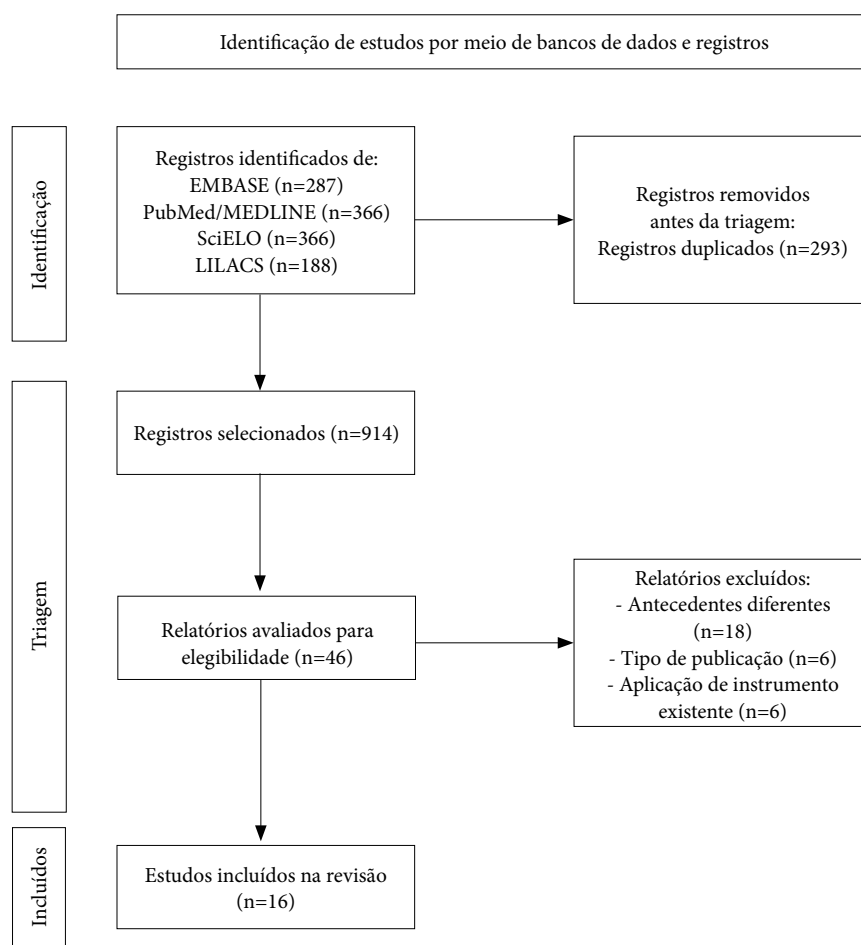 Identificação de estudos por meio de bancos de dados e registros
Identificação
Registros identificados de:
EMBASE (n=287)
PubMed/MEDLINE (n=366)
SciELO (n=366)
LILACS (n=188)
Registros removidos
antes da triagem:
Registros duplicados (n=293)
Triagem
Registros selecionados (n=914)
Relatórios avaliados para
elegibilidade (n=46)
Relatórios excluídos:
- Antecedentes diferentes
(n=18)
- Tipo de publicação (n=6)
- Aplicação de instrumento
existente (n=6)
Incluídos
Estudos incluídos na revisão
(n=16)